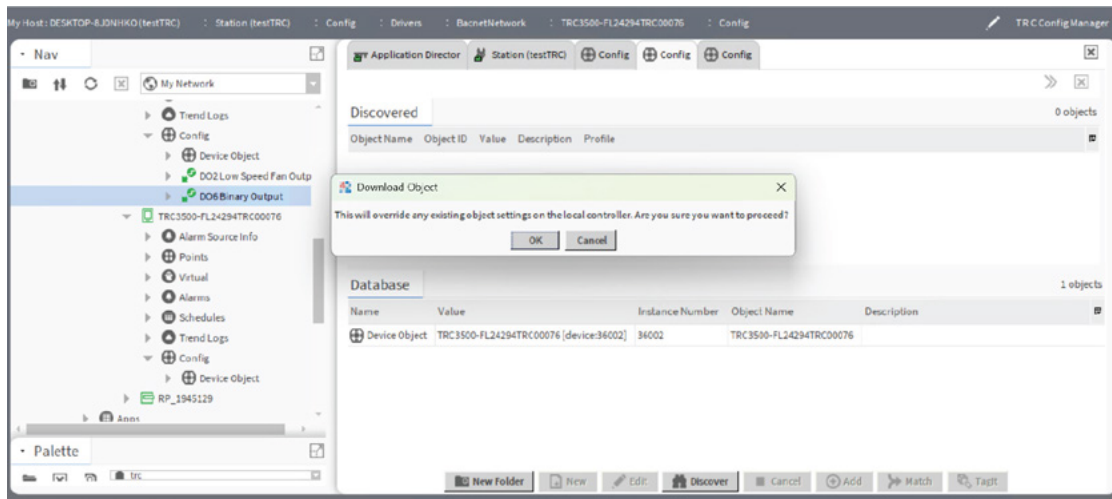 My Host : DESKTOP-8J0NHKO (testTRC) : Station (testTRC) : Config : Drivers : BacnetNetwork : TRC3500-FL24294TRC00076 : Config TRC Config Manager
Nav
My Network
Trend Logs
Config
Device Object
DO2 Low Speed Fan Outp
DO6 Binary Output
TRC3500-FL24294TRC00076
Alarm Source Info
Points
Virtual
Alarms
Schedules
Trend Logs
Config
Device Object
RP_1945129
Apps
Palette
trc
Application Director Station (testTRC) Config Config Config
Discovered 0 objects
Object Name Object ID Value Description Profile
Download Object
This will override any existing object settings on the local controller. Are you sure you want to proceed?
OK Cancel
Database 1 objects
Name Value Instance Number Object Name Description
Device Object TRC3500-FL24294TRC00076 [device:36002] 36002 TRC3500-FL24294TRC00076
New Folder New Edit Discover Cancel Add Match TagIt